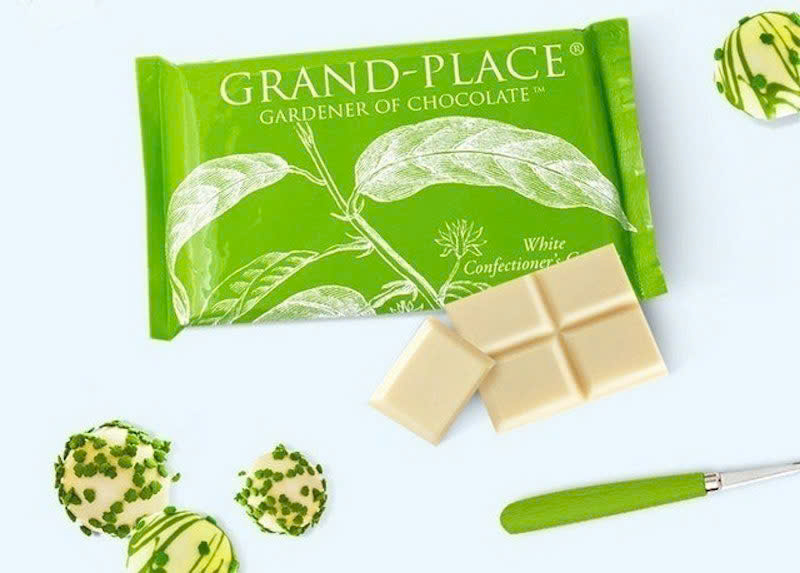 GRAND-PLACE®
GARDENER OF CHOCOLATE™
White
Confectioner's